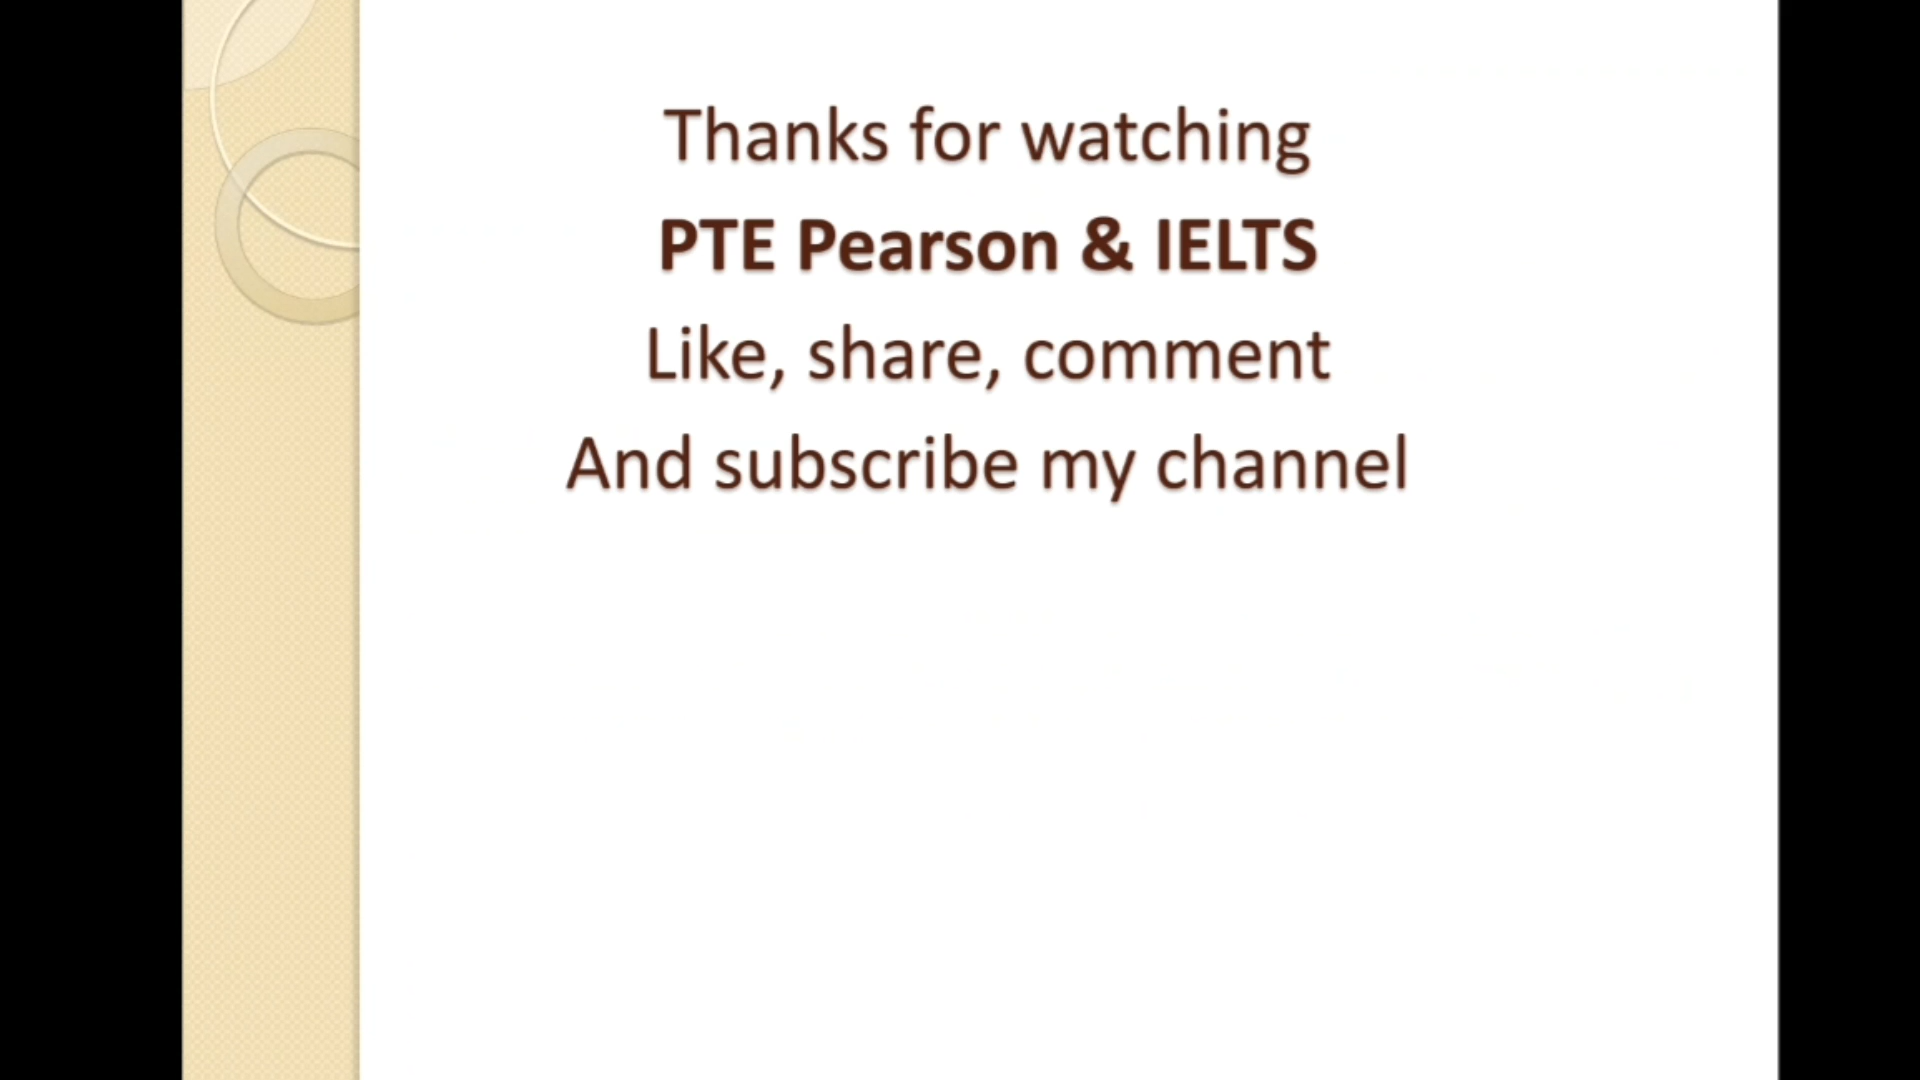 Thanks for watching
PTE Pearson & IELTS
Like, share, comment
And subscribe my channel